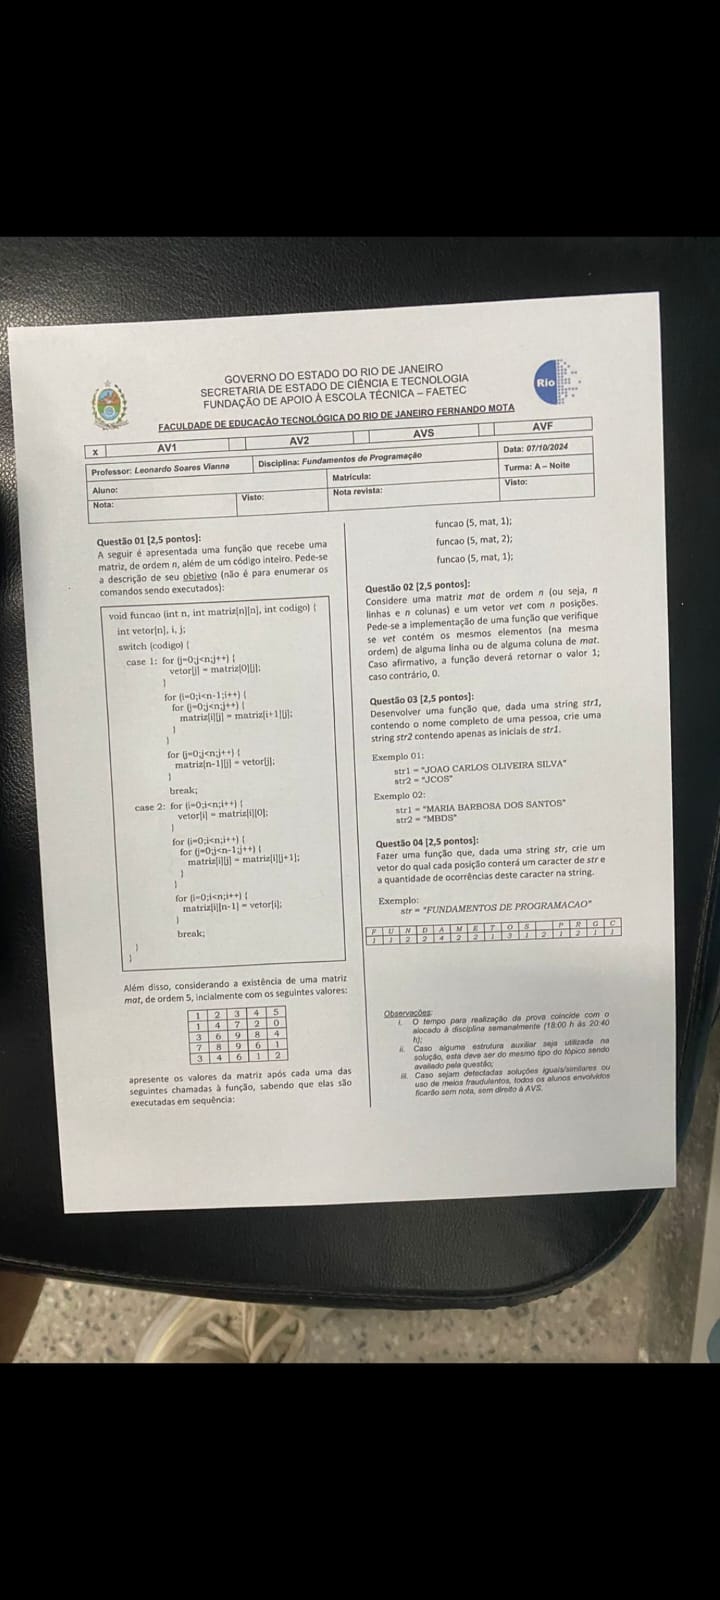 GOVERNO DO ESTADO DO RIO DE JANEIRO
SECRETARIA DE ESTADO DE CIÊNCIA E TECNOLOGIA
FUNDAÇÃO DE APOIO À ESCOLA TÉCNICA – FAETEC
Rio
FACULDADE DE EDUCAÇÃO TECNOLÓGICA DO RIO DE JANEIRO FERNANDO MOTA
x AV1 AV2 AVS AVF
Professor: Leonardo Soares Vianna Disciplina: Fundamentos de Programação Data: 07/10/2024
Aluno: Matrícula: Turma: A – Noite
Nota: Visto: Nota revista: Visto:
Questão 01 [2,5 pontos]:
A seguir é apresentada uma função que recebe uma
matriz, de ordem n, além de um código inteiro. Pede-se
a descrição de seu objetivo (não é para enumerar os
comandos sendo executados):
void funcao (int n, int matriz[n][n], int codigo) {
int vetor[n], i, j;
switch (codigo) {
case 1: for (j=0;j<n;j++) {
vetor[j] = matriz[0][j];
}
for (i=0;i<n-1;i++) {
for (j=0;j<n;j++) {
matriz[i][j] = matriz[i+1][j];
}
}
for (j=0;j<n;j++) {
matriz[n-1][j] = vetor[j];
}
break;
case 2: for (i=0;i<n;i++) {
vetor[i] = matriz[i][0];
}
for (i=0;i<n;i++) {
for (j=0;j<n-1;j++) {
matriz[i][j] = matriz[i][j+1];
}
}
for (i=0;i<n;i++) {
matriz[i][n-1] = vetor[i];
}
break;
}
}
Além disso, considerando a existência de uma matriz
mat, de ordem 5, incialmente com os seguintes valores:
1 2 3 4 5
1 4 7 2 0
3 6 9 8 4
7 8 9 6 1
3 4 6 1 2
apresente os valores da matriz após cada uma das
seguintes chamadas à função, sabendo que elas são
executadas em sequência:
funcao (5, mat, 1);
funcao (5, mat, 2);
funcao (5, mat, 1);
Questão 02 [2,5 pontos]:
Considere uma matriz mat de ordem n (ou seja, n
linhas e n colunas) e um vetor vet com n posições.
Pede-se a implementação de uma função que verifique
se vet contém os mesmos elementos (na mesma
ordem) de alguma linha ou de alguma coluna de mat.
Caso afirmativo, a função deverá retornar o valor 1;
caso contrário, 0.
Questão 03 [2,5 pontos]:
Desenvolver uma função que, dada uma string str1,
contendo o nome completo de uma pessoa, crie uma
string str2 contendo apenas as iniciais de str1.
Exemplo 01:
str1 = "JOAO CARLOS OLIVEIRA SILVA"
str2 = "JCOS"
Exemplo 02:
str1 = "MARIA BARBOSA DOS SANTOS"
str2 = "MBDS"
Questão 04 [2,5 pontos]:
Fazer uma função que, dada uma string str, crie um
vetor do qual cada posição conterá um caracter de str e
a quantidade de ocorrências deste caracter na string.
Exemplo:
str = "FUNDAMENTOS DE PROGRAMACAO"
F U N D A M E T O S P R G C
1 1 2 2 4 2 2 1 3 1 2 1 2 1 1
Observações:
i. O tempo para realização da prova coincide com o
alocado à disciplina semanalmente (18:00 h às 20:40
h);
ii. Caso alguma estrutura auxiliar seja utilizada na
solução, esta deve ser do mesmo tipo do tópico sendo
avaliado pela questão;
iii. Caso sejam detectadas soluções iguais/similares ou
uso de meios fraudulentos, todos os alunos envolvidos
ficarão sem nota, sem direito à AVS.